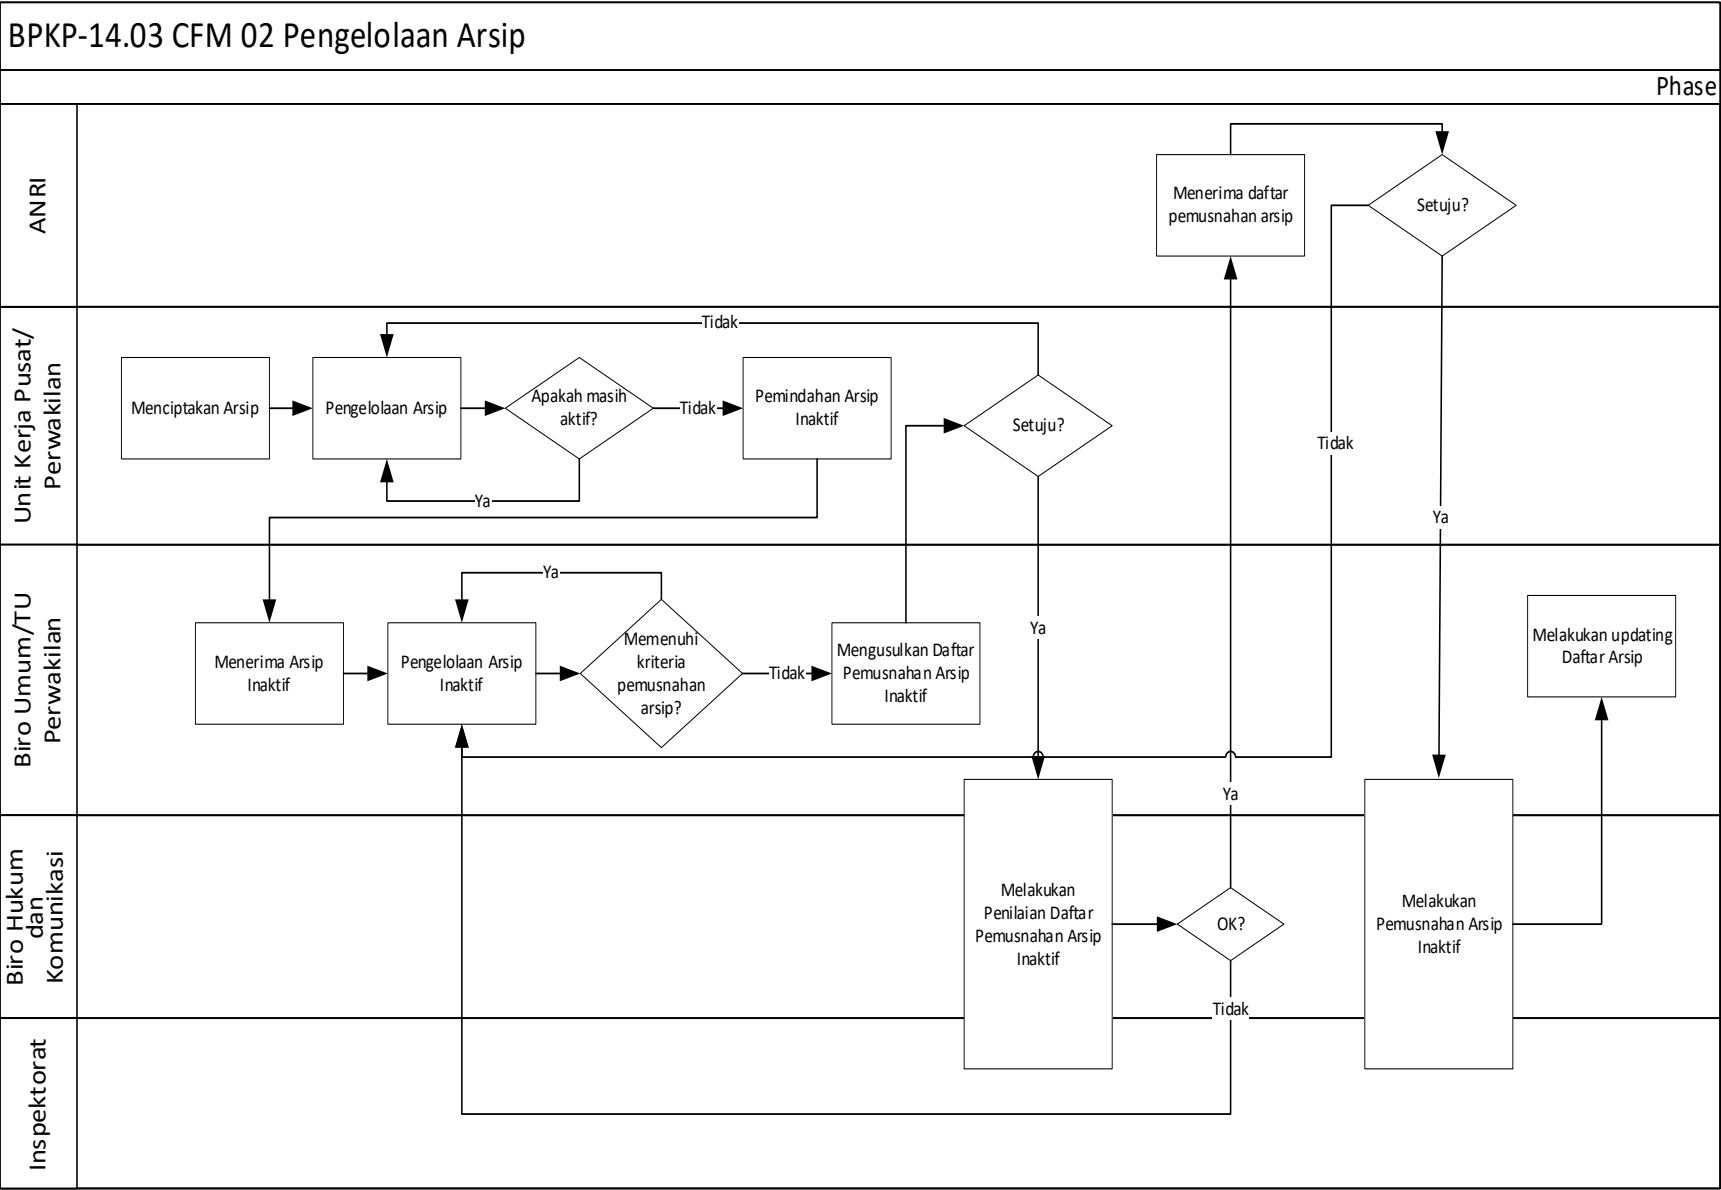 BPKP-14.03 CFM 02 Pengelolaan Arsip
Phase
ANRI
Menerima daftar
pemusnahan arsip
Setuju?
Unit Kerja Pusat/
Perwakilan
Tidak
Menciptakan Arsip
Pengelolaan Arsip
Apakah masih
aktif?
Tidak
Pemindahan Arsip
Inaktif
Setuju?
Tidak
Ya
Ya
Biro Umum/TU
Perwakilan
Ya
Menerima Arsip
Inaktif
Pengelolaan Arsip
Inaktif
Memenuhi
kriteria
pemusnahan
arsip?
Tidak
Mengusulkan Daftar
Pemusnahan Arsip
Inaktif
Ya
Melakukan updating
Daftar Arsip
Ya
Biro Hukum
dan
Komunikasi
Melakukan
Penilaian Daftar
Pemusnahan Arsip
Inaktif
OK?
Melakukan
Pemusnahan Arsip
Inaktif
Tidak
Inspektorat